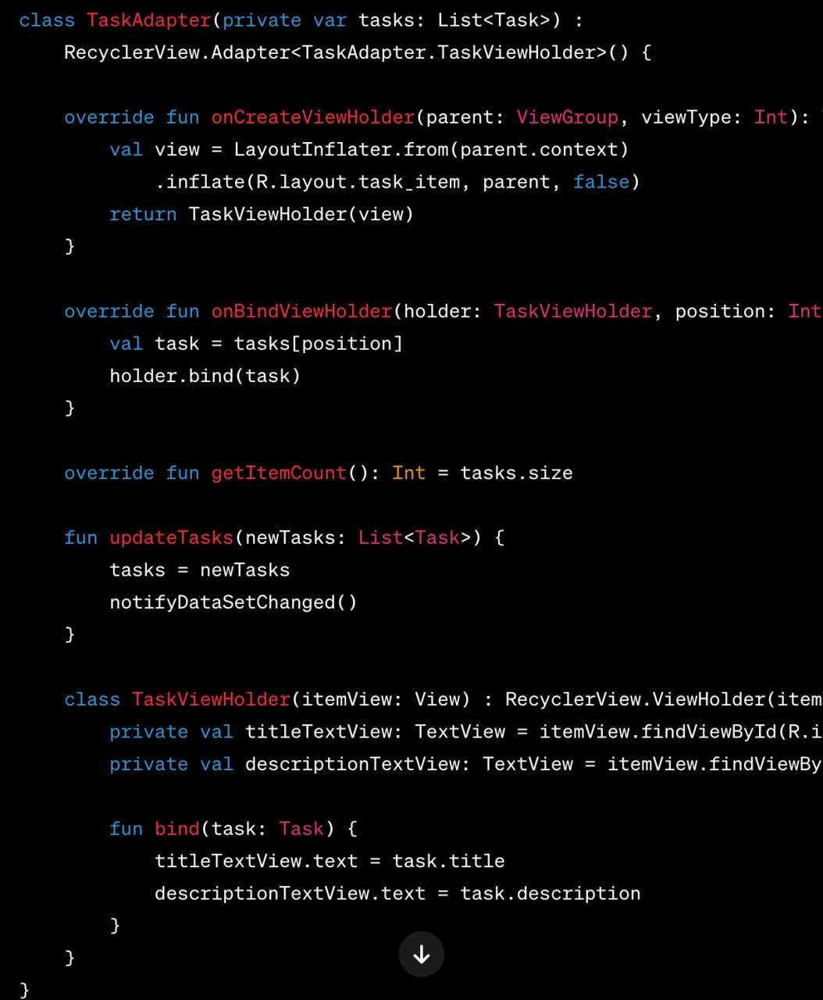 class TaskAdapter(private var tasks: List<Task>) :
    RecyclerView.Adapter<TaskAdapter.TaskViewHolder>() {

    override fun onCreateViewHolder(parent: ViewGroup, viewType: Int):
        val view = LayoutInflater.from(parent.context)
            .inflate(R.layout.task_item, parent, false)
        return TaskViewHolder(view)
    }

    override fun onBindViewHolder(holder: TaskViewHolder, position: Int
        val task = tasks[position]
        holder.bind(task)
    }

    override fun getItemCount(): Int = tasks.size

    fun updateTasks(newTasks: List<Task>) {
        tasks = newTasks
        notifyDataSetChanged()
    }

    class TaskViewHolder(itemView: View) : RecyclerView.ViewHolder(item
        private val titleTextView: TextView = itemView.findViewById(R.i
        private val descriptionTextView: TextView = itemView.findViewBy

        fun bind(task: Task) {
            titleTextView.text = task.title
            descriptionTextView.text = task.description
        }
    }
}